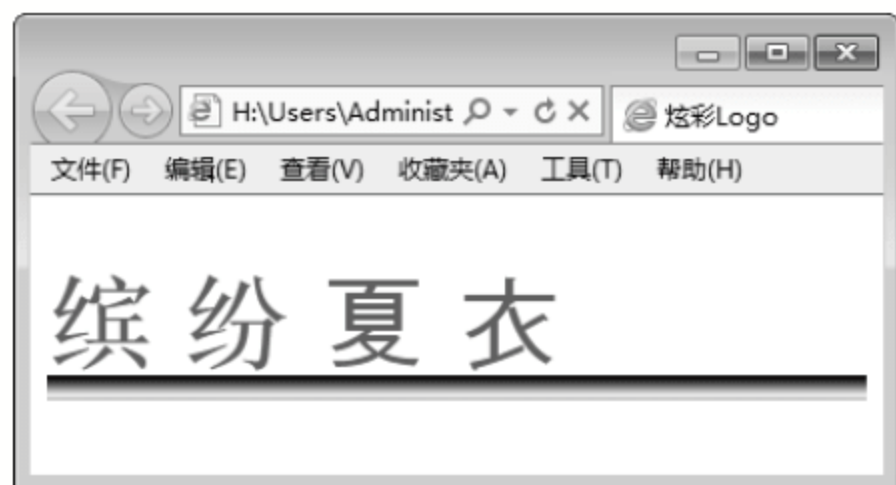 H:\Users\Administ
炫彩Logo
文件(F) 编辑(E) 查看(V) 收藏夹(A) 工具(T) 帮助(H)
缤 纷 夏 衣